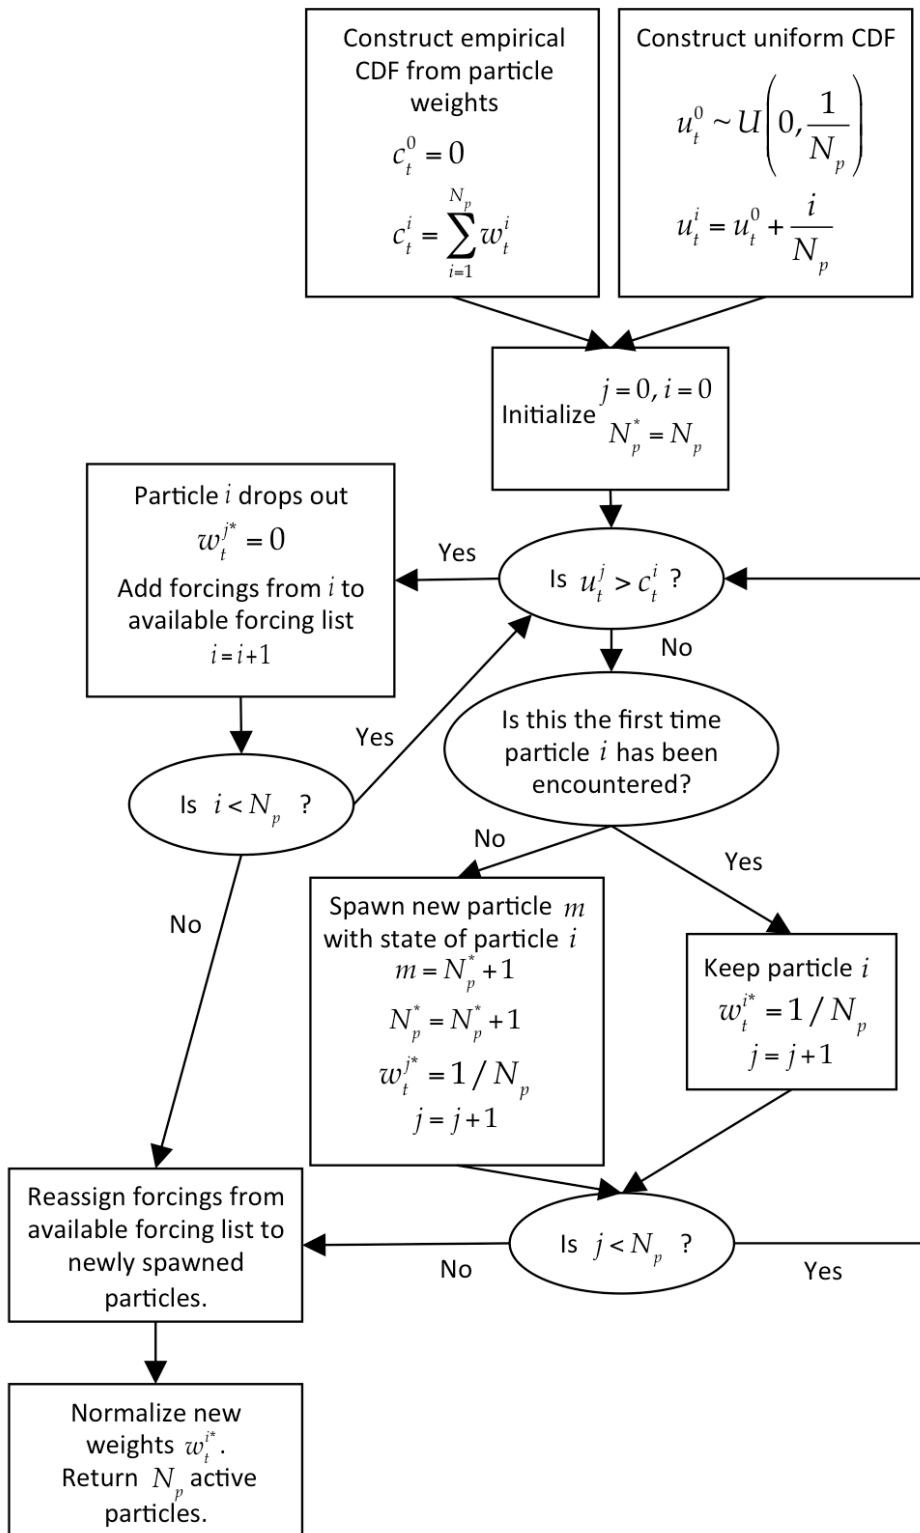 Construct empirical
CDF from particle
weights
c_t^0 = 0
c_t^i = \sum_{i=1}^{N_p} w_t^i
Construct uniform CDF
u_t^0 ~ U(0, 1/N_p)
u_t^i = u_t^0 + i/N_p
Initialize j = 0, i = 0
N_p^* = N_p
Is u_t^j > c_t^i ?
Yes
No
Particle i drops out
w_t^{j*} = 0
Add forcings from i to
available forcing list
i = i+1
Is i < N_p ?
Yes
No
Is this the first time
particle i has been
encountered?
No
Yes
Spawn new particle m
with state of particle i
m = N_p^* + 1
N_p^* = N_p^* + 1
w_t^{j*} = 1 / N_p
j = j + 1
Keep particle i
w_t^{i*} = 1 / N_p
j = j + 1
Is j < N_p ?
No
Yes
Reassign forcings from
available forcing list to
newly spawned
particles.
Normalize new
weights w_t^{i*}.
Return N_p active
particles.